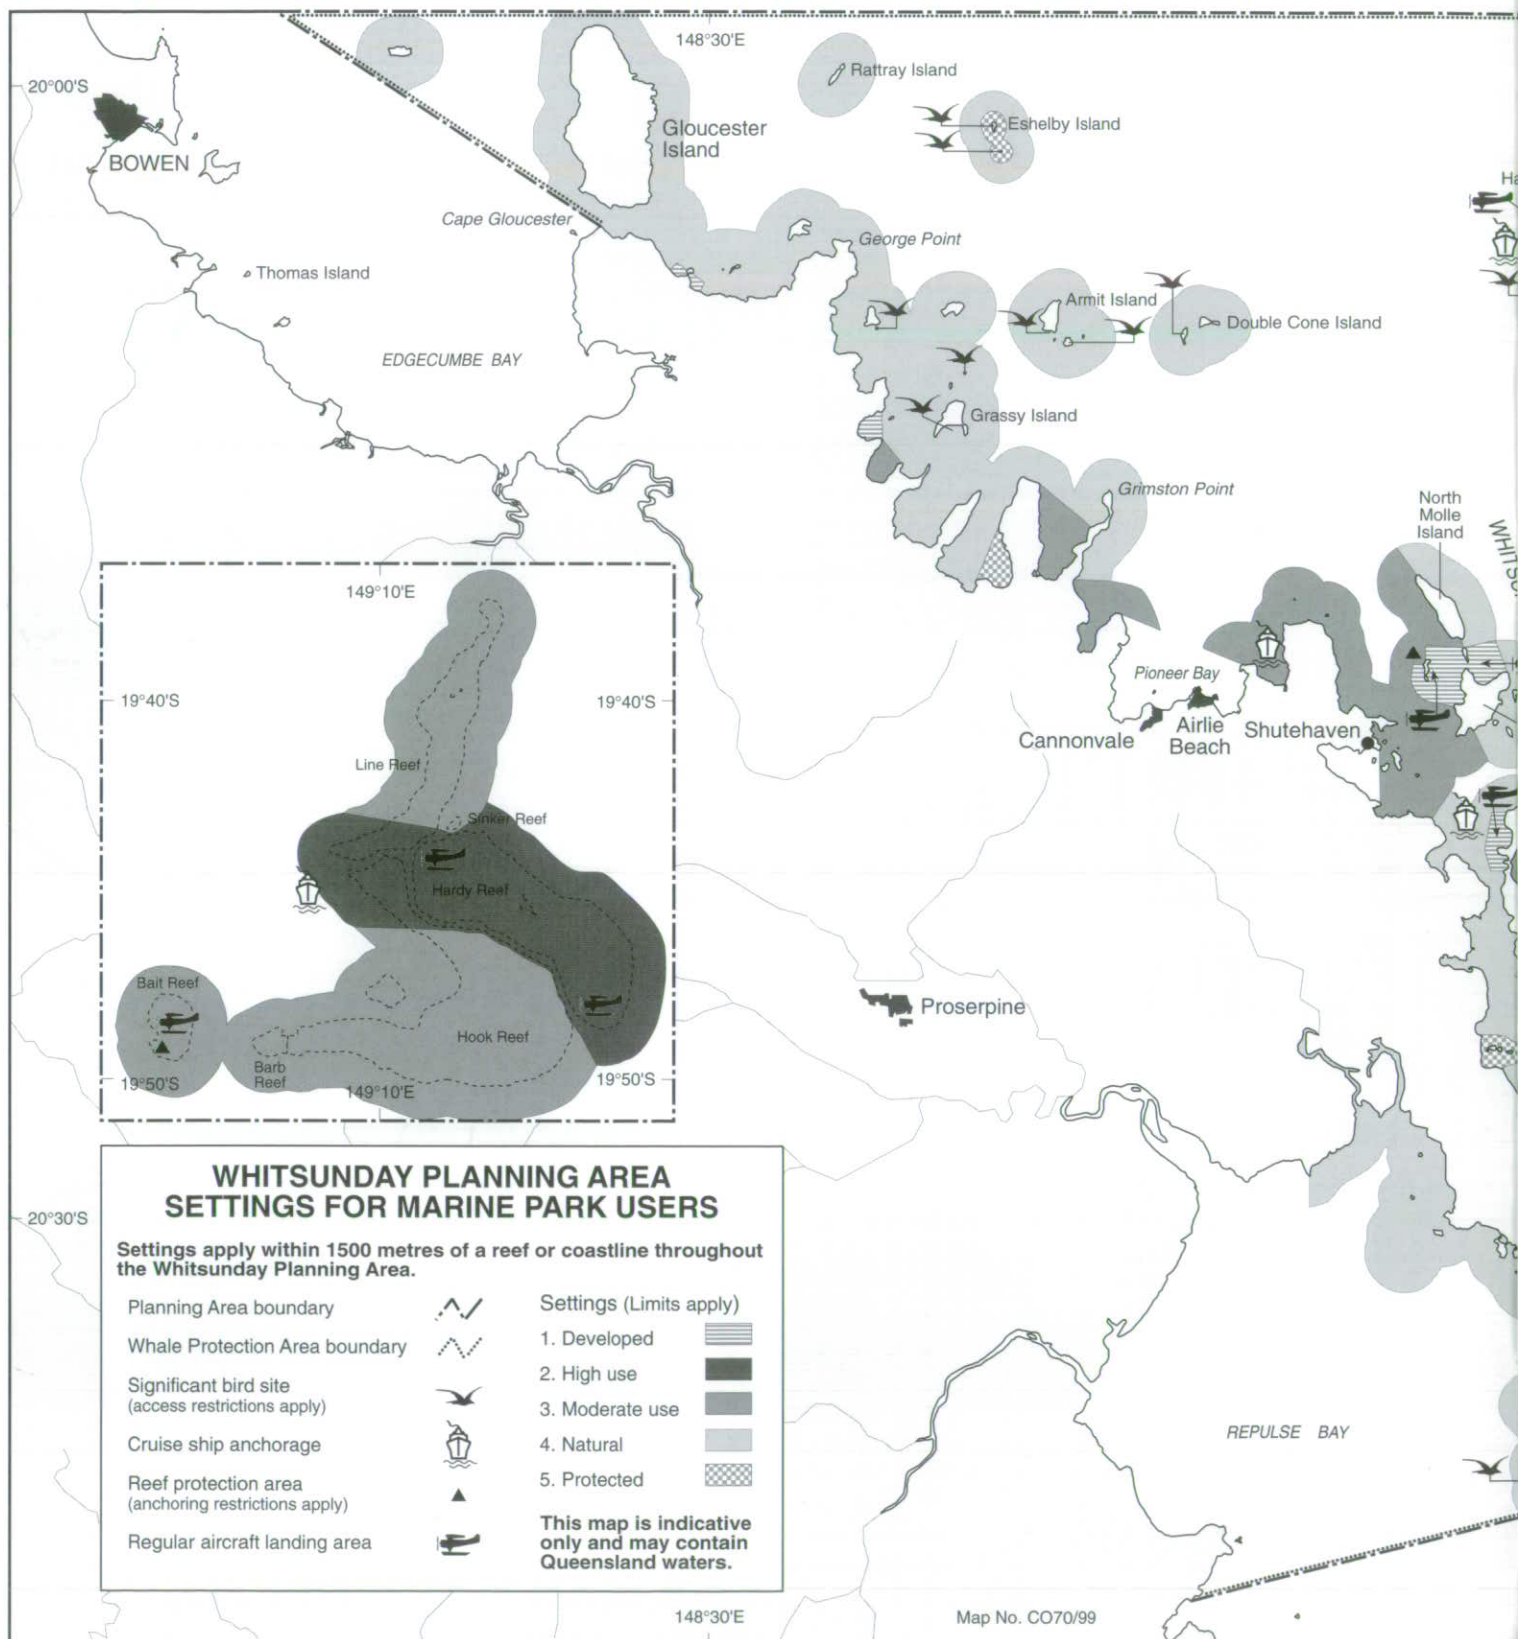 148°30'E
20°00'S
Rattray Island
Eshelby Island
Gloucester
Island
BOWEN
Cape Gloucester
George Point
Thomas Island
Armit Island
Double Cone Island
EDGECUMBE BAY
Grassy Island
Grimston Point
North
Molle
Island
149°10'E
19°40'S
19°40'S
Pioneer Bay
Cannonvale
Airlie
Beach
Shutehaven
Line Reef
Sinker Reef
Hardy Reef
Bait Reef
Proserpine
Hook Reef
Barb
Reef
19°50'S
149°10'E
19°50'S
WHITSUNDAY PLANNING AREA
SETTINGS FOR MARINE PARK USERS
20°30'S
Settings apply within 1500 metres of a reef or coastline throughout
the Whitsunday Planning Area.
Planning Area boundary
Whale Protection Area boundary
Significant bird site
(access restrictions apply)
Cruise ship anchorage
Reef protection area
(anchoring restrictions apply)
Regular aircraft landing area
Settings (Limits apply)
1. Developed
2. High use
3. Moderate use
4. Natural
5. Protected
This map is indicative
only and may contain
Queensland waters.
REPULSE BAY
148°30'E
Map No. CO70/99